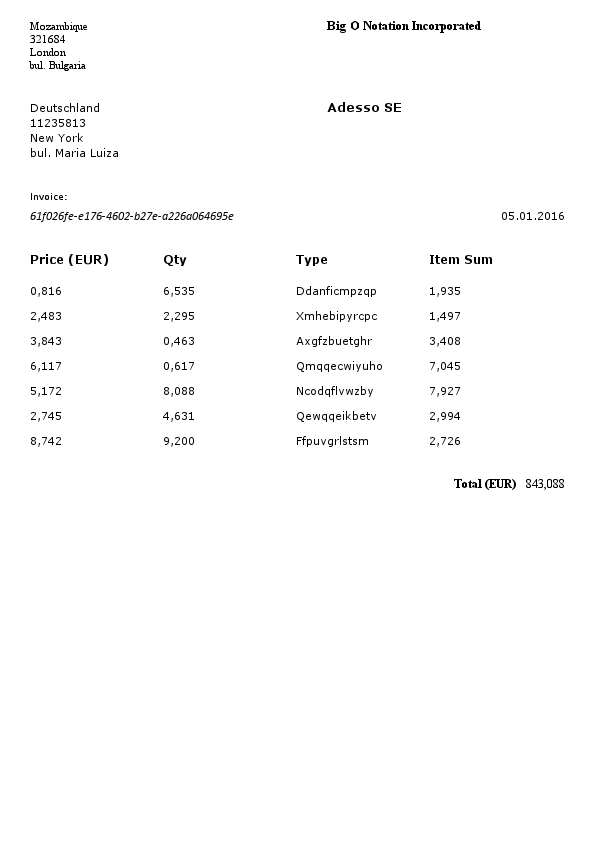 Mozambique
321684
London
bul. Bulgaria
Big O Notation Incorporated
Deutschland
11235813
New York
bul. Maria Luiza
Adesso SE
Invoice:
61f026fe-e176-4602-b27e-a226a064695e 05.01.2016
Price (EUR) Qty Type Item Sum
0,816 6,535 Ddanficmpzqp 1,935
2,483 2,295 Xmhebipyrcpc 1,497
3,843 0,463 Axgfzbuetghr 3,408
6,117 0,617 Qmqqecwiyuho 7,045
5,172 8,088 Ncodqflvwzby 7,927
2,745 4,631 Qewqqeikbetv 2,994
8,742 9,200 Ffpuvgrlstsm 2,726
Total (EUR) 843,088